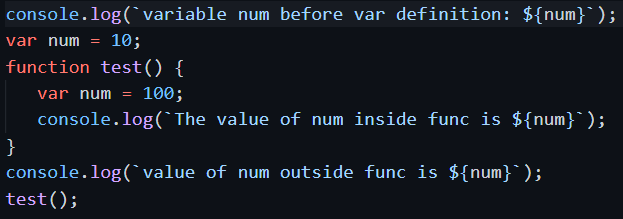 console.log(`variable num before var definition: ${num}`);
var num = 10;
function test() {
   var num = 100;
   console.log(`The value of num inside func is ${num}`);
}
console.log(`value of num outside func is ${num}`);
test();